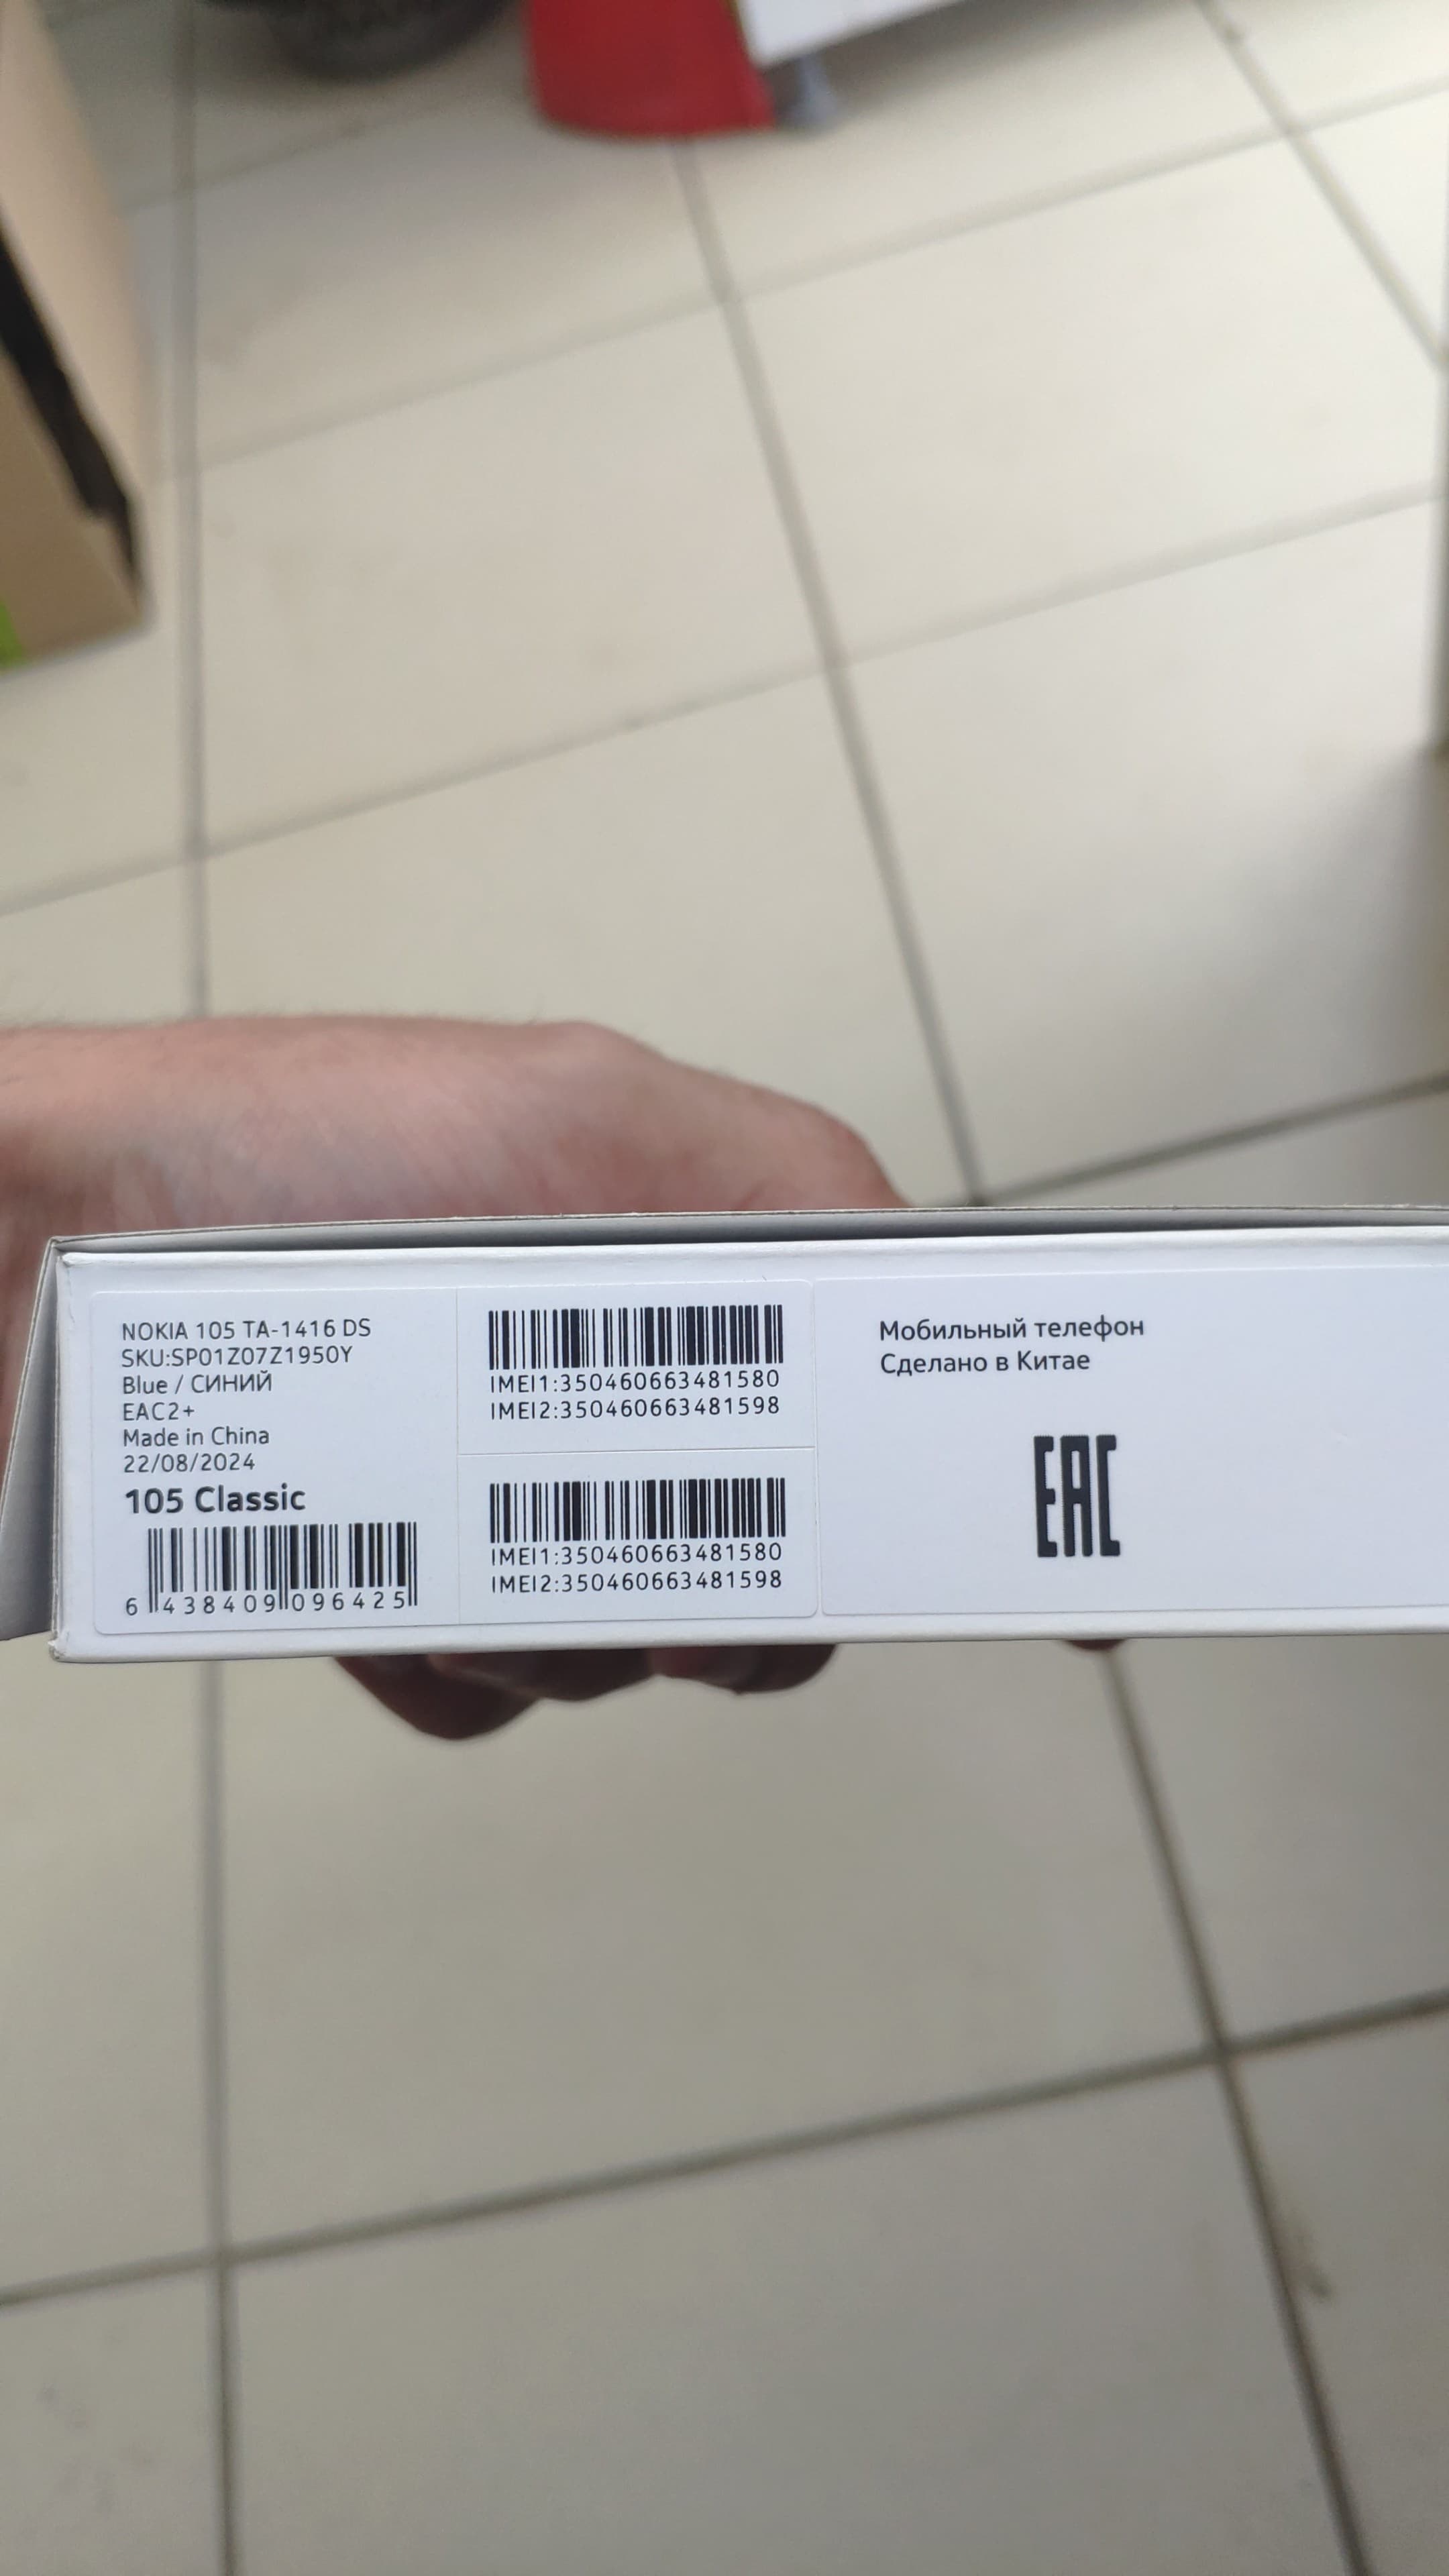 NOKIA 105 TA-1416 DS
SKU:SP01Z07Z1950Y
Blue / СИНИЙ
EAC2+
Made in China
22/08/2024
105 Classic
6 438409 096425
IMEI1:350460663481580
IMEI2:350460663481598
IMEI1:350460663481580
IMEI2:350460663481598
Мобильный телефон
Сделано в Китае
EAC